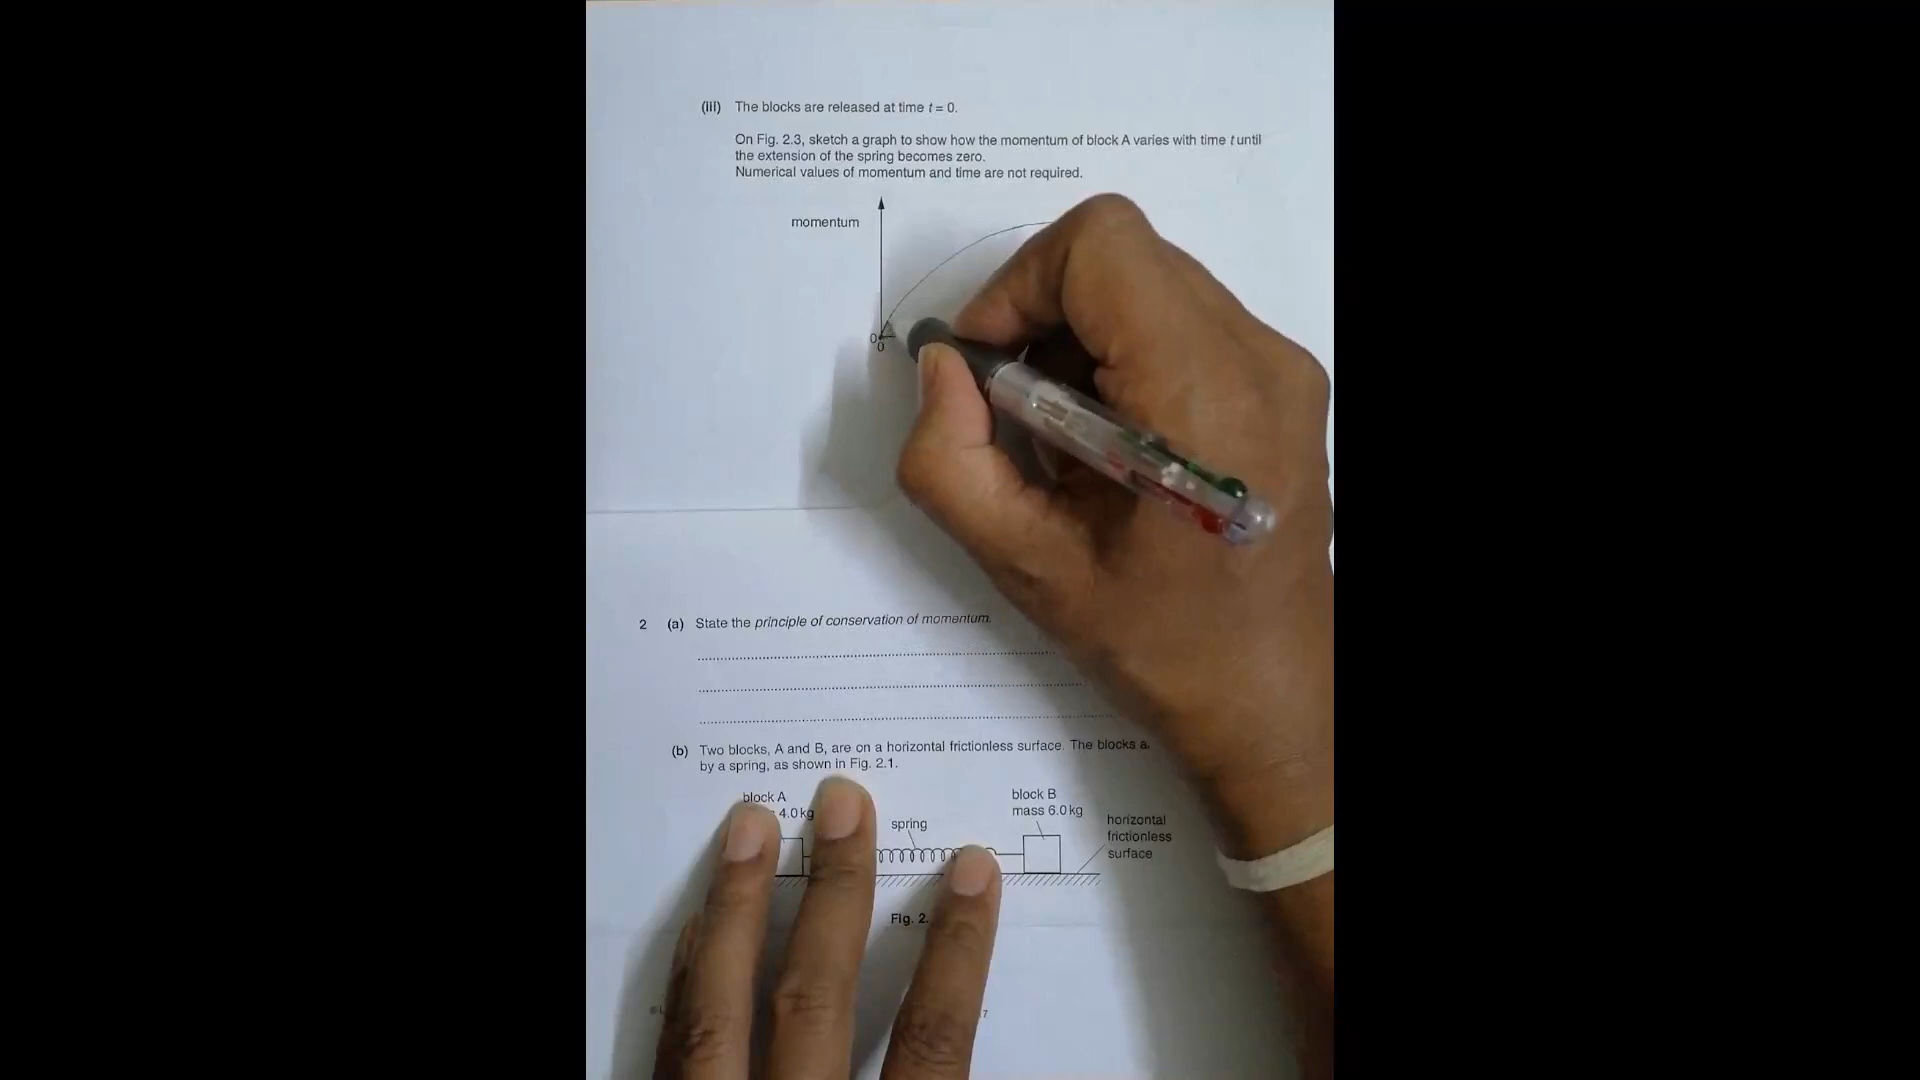 (iii) The blocks are released at time t = 0.
On Fig. 2.3, sketch a graph to show how the momentum of block A varies with time t until
the extension of the spring becomes zero.
Numerical values of momentum and time are not required.
momentum
0
0
2 (a) State the principle of conservation of momentum.
(b) Two blocks, A and B, are on a horizontal frictionless surface. The blocks
by a spring, as shown in Fig. 2.1.
block A
4.0 kg
spring
block B
mass 6.0 kg
horizontal
frictionless
surface
Fig. 2.